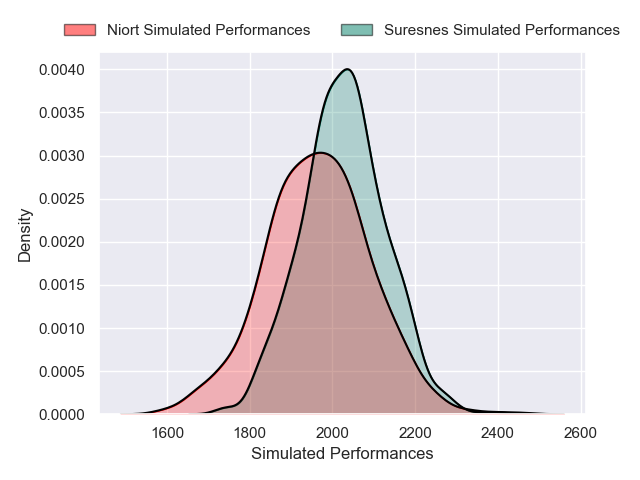 Niort Simulated Performances
Suresnes Simulated Performances
0.0040
0.0035
0.0030
0.0025
0.0020
0.0015
0.0010
0.0005
0.0000
Density
1600 1800 2000 2200 2400 2600
Simulated Performances